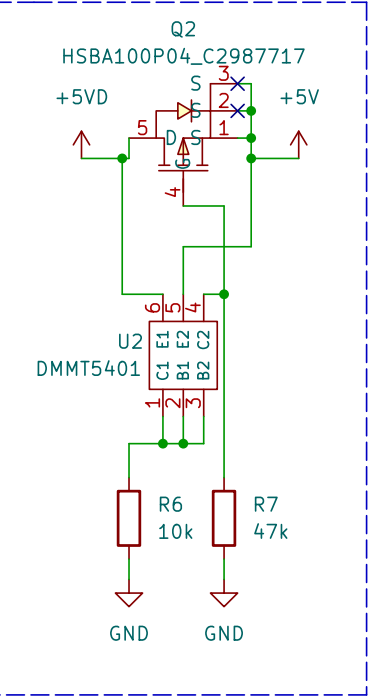 Q2
HSBA100P04_C2987717
+5VD
+5V
S 3
S 2
5 D S 1
G
4
6 5 4
E1 E2 C2
U2
DMMT5401
C1 B1 B2
1 2 3
R6
10k
R7
47k
GND
GND